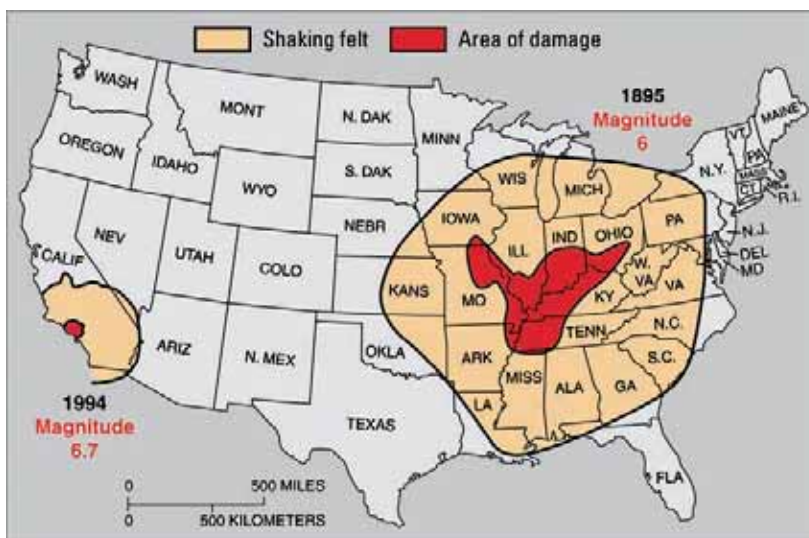 Shaking felt
Area of damage
WASH
MONT
N. DAK
MINN
1895
Magnitude
6
MAINE
OREGON
IDAHO
S. DAK
WIS
MICH
N.Y.
VT.
PA
MASS
CT.
R.I.
WYO
NEBR
IOWA
ILL
IND
OHIO
PA
N.J.
DEL
MD
NEV
UTAH
COLO
CALIF
KANS
MO
KY
W.
VA
VA
ARIZ
N. MEX
OKLA
ARK
TENN
N.C.
S.C.
MISS
ALA
GA
LA
TEXAS
FLA
1994
Magnitude
6.7
0 500 MILES
0 500 KILOMETERS